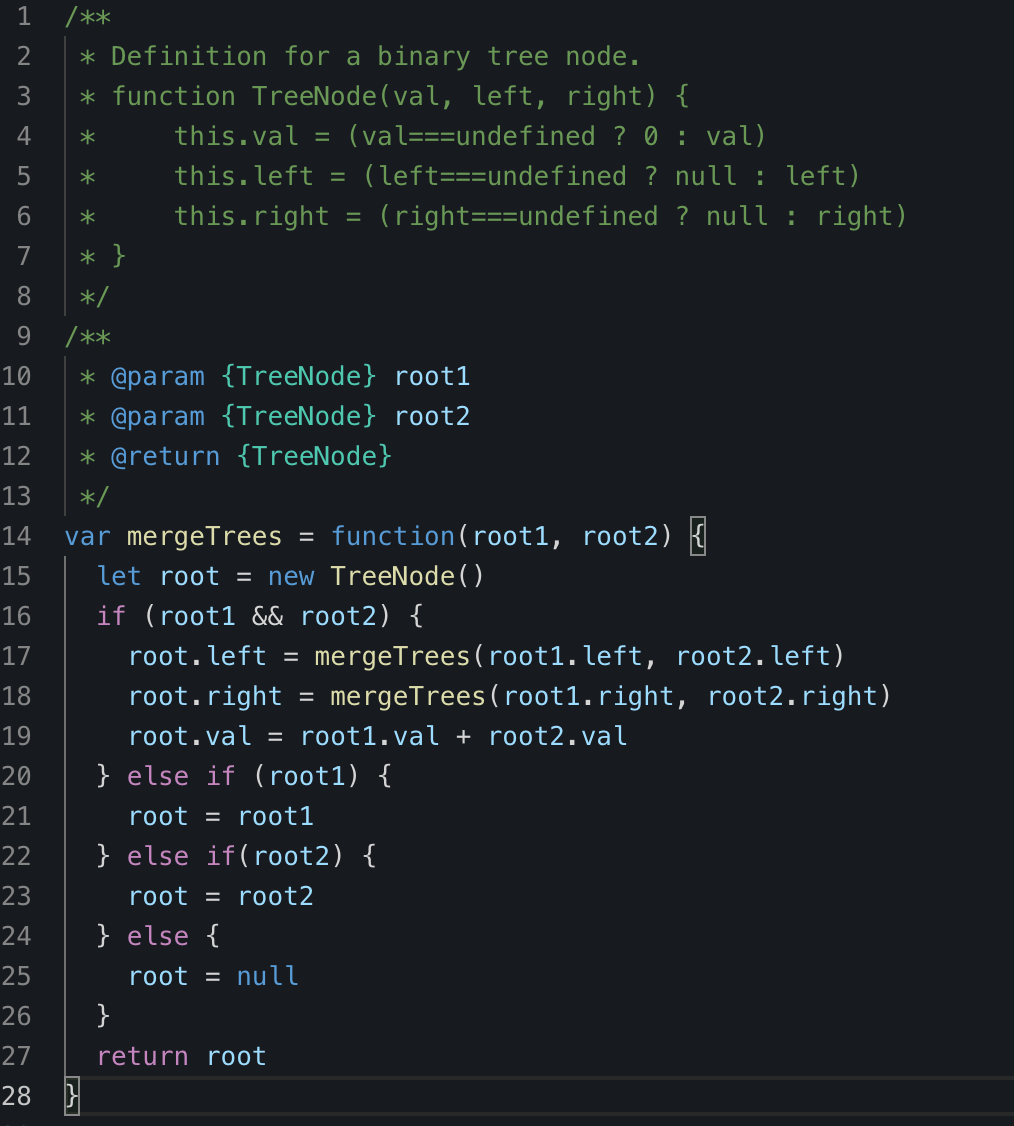 1 /**
2  * Definition for a binary tree node.
3  * function TreeNode(val, left, right) {
4  *     this.val = (val===undefined ? 0 : val)
5  *     this.left = (left===undefined ? null : left)
6  *     this.right = (right===undefined ? null : right)
7  * }
8  */
9 /**
10  * @param {TreeNode} root1
11  * @param {TreeNode} root2
12  * @return {TreeNode}
13  */
14 var mergeTrees = function(root1, root2) {
15   let root = new TreeNode()
16   if (root1 && root2) {
17     root.left = mergeTrees(root1.left, root2.left)
18     root.right = mergeTrees(root1.right, root2.right)
19     root.val = root1.val + root2.val
20   } else if (root1) {
21     root = root1
22   } else if(root2) {
23     root = root2
24   } else {
25     root = null
26   }
27   return root
28 }